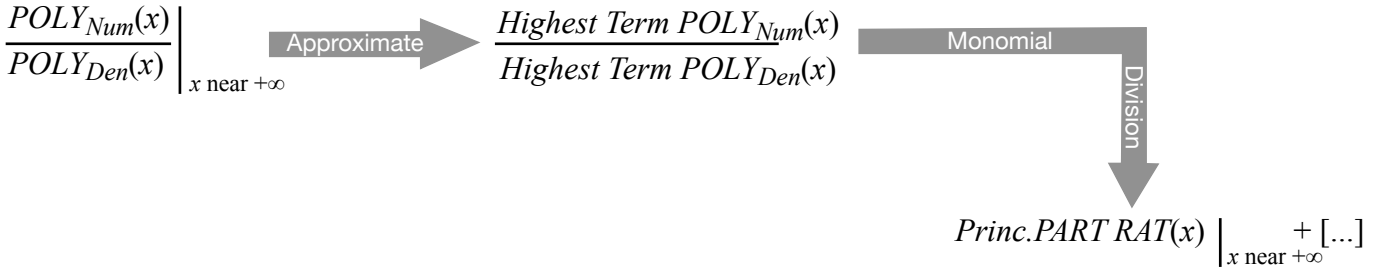 POLY_Num(x) Highest Term POLY_Num(x)
Approximate Monomial
POLY_Den(x) Highest Term POLY_Den(x)
x near +∞
Division
Princ.PART RAT(x) + [...]
x near +∞